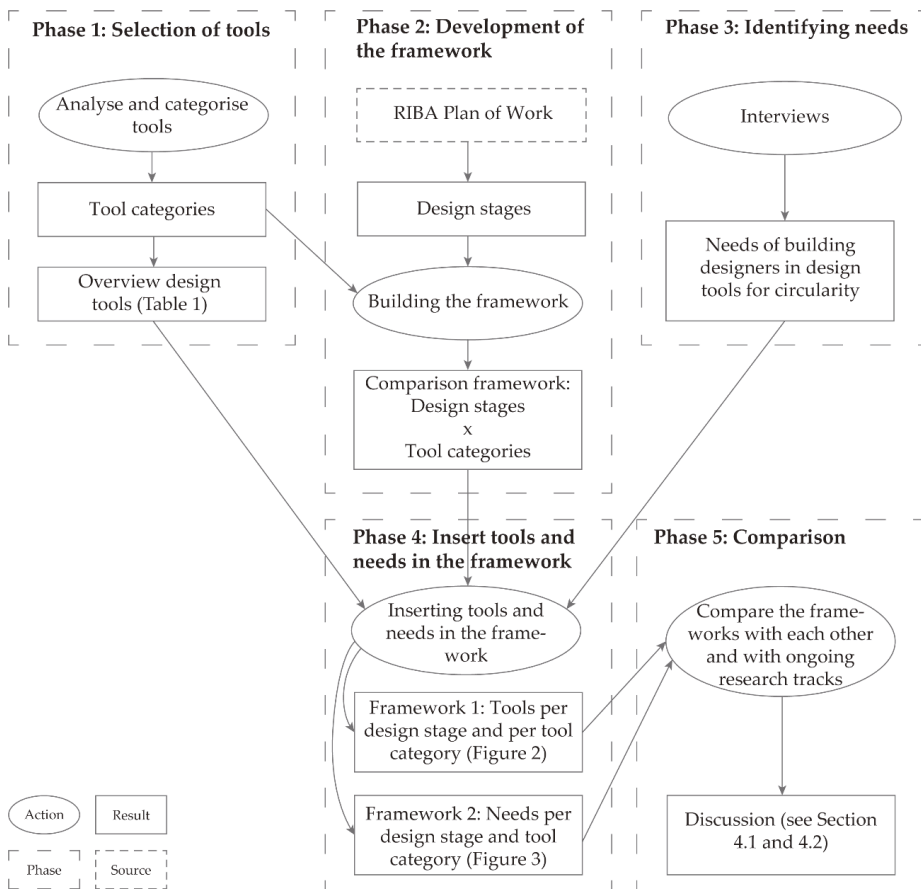 Phase 1: Selection of tools
Analyse and categorise
tools
Tool categories
Overview design
tools (Table 1)
Phase 2: Development of
the framework
RIBA Plan of Work
Design stages
Building the framework
Comparison framework:
Design stages
x
Tool categories
Phase 3: Identifying needs
Interviews
Needs of building
designers in design
tools for circularity
Phase 4: Insert tools and
needs in the framework
Inserting tools and
needs in the frame-
work
Framework 1: Tools per
design stage and per tool
category (Figure 2)
Framework 2: Needs per
design stage and tool
category (Figure 3)
Phase 5: Comparison
Compare the frame-
works with each other
and with ongoing
research tracks
Discussion (see Section
4.1 and 4.2)
Action
Result
Phase
Source